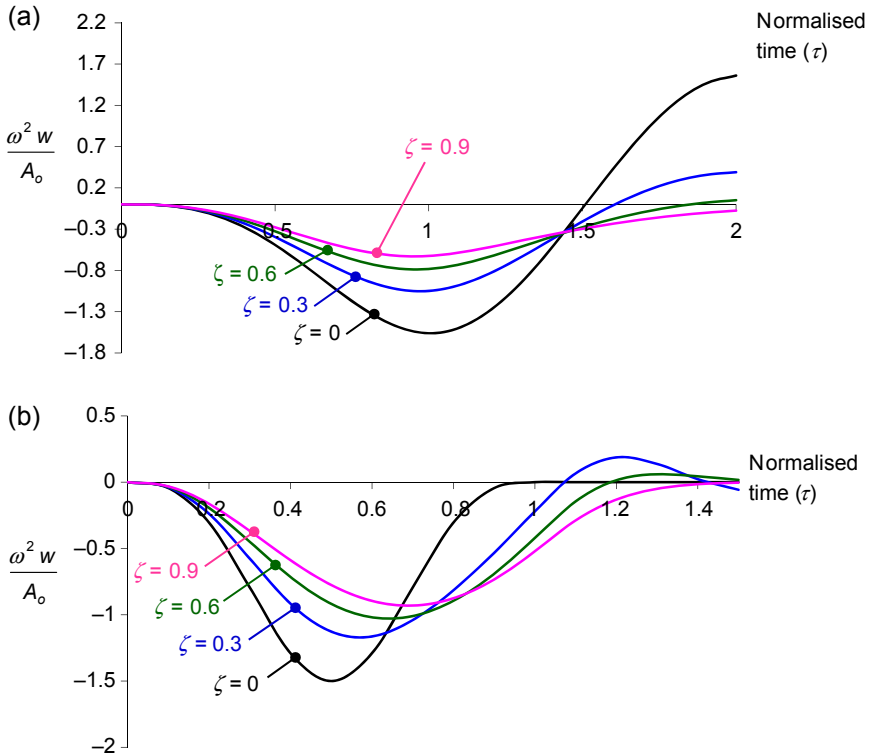 (a)
Normalised
time (τ)
2.2
1.7
1.2
0.7
0.2
−0.3
−0.8
−1.3
−1.8
ω² w
Aₒ
0
0.5
1
1.5
2
ζ = 0.9
ζ = 0.6
ζ = 0.3
ζ = 0
(b)
Normalised
time (τ)
0.5
0
−0.5
−1
−1.5
−2
ω² w
Aₒ
0
0.2
0.4
0.6
0.8
1
1.2
1.4
ζ = 0.9
ζ = 0.6
ζ = 0.3
ζ = 0